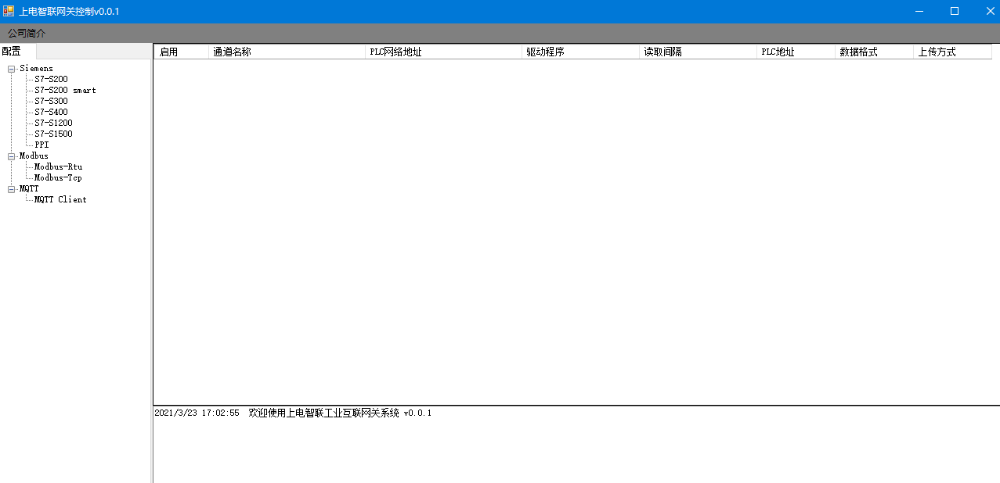 上电智联网关控制v0.0.1
公司简介
配置
启用 通道名称 PLC网络地址 驱动程序 读取间隔 PLC地址 数据格式 上传方式
Siemens
S7-S200
S7-S200 smart
S7-S300
S7-S400
S7-S1200
S7-S1500
PPI
Modbus
Modbus-Rtu
Modbus-Tcp
MQTT
MQTT Client
2021/3/23 17:02:55 欢迎使用上电智联工业互联网关系统 v0.0.1